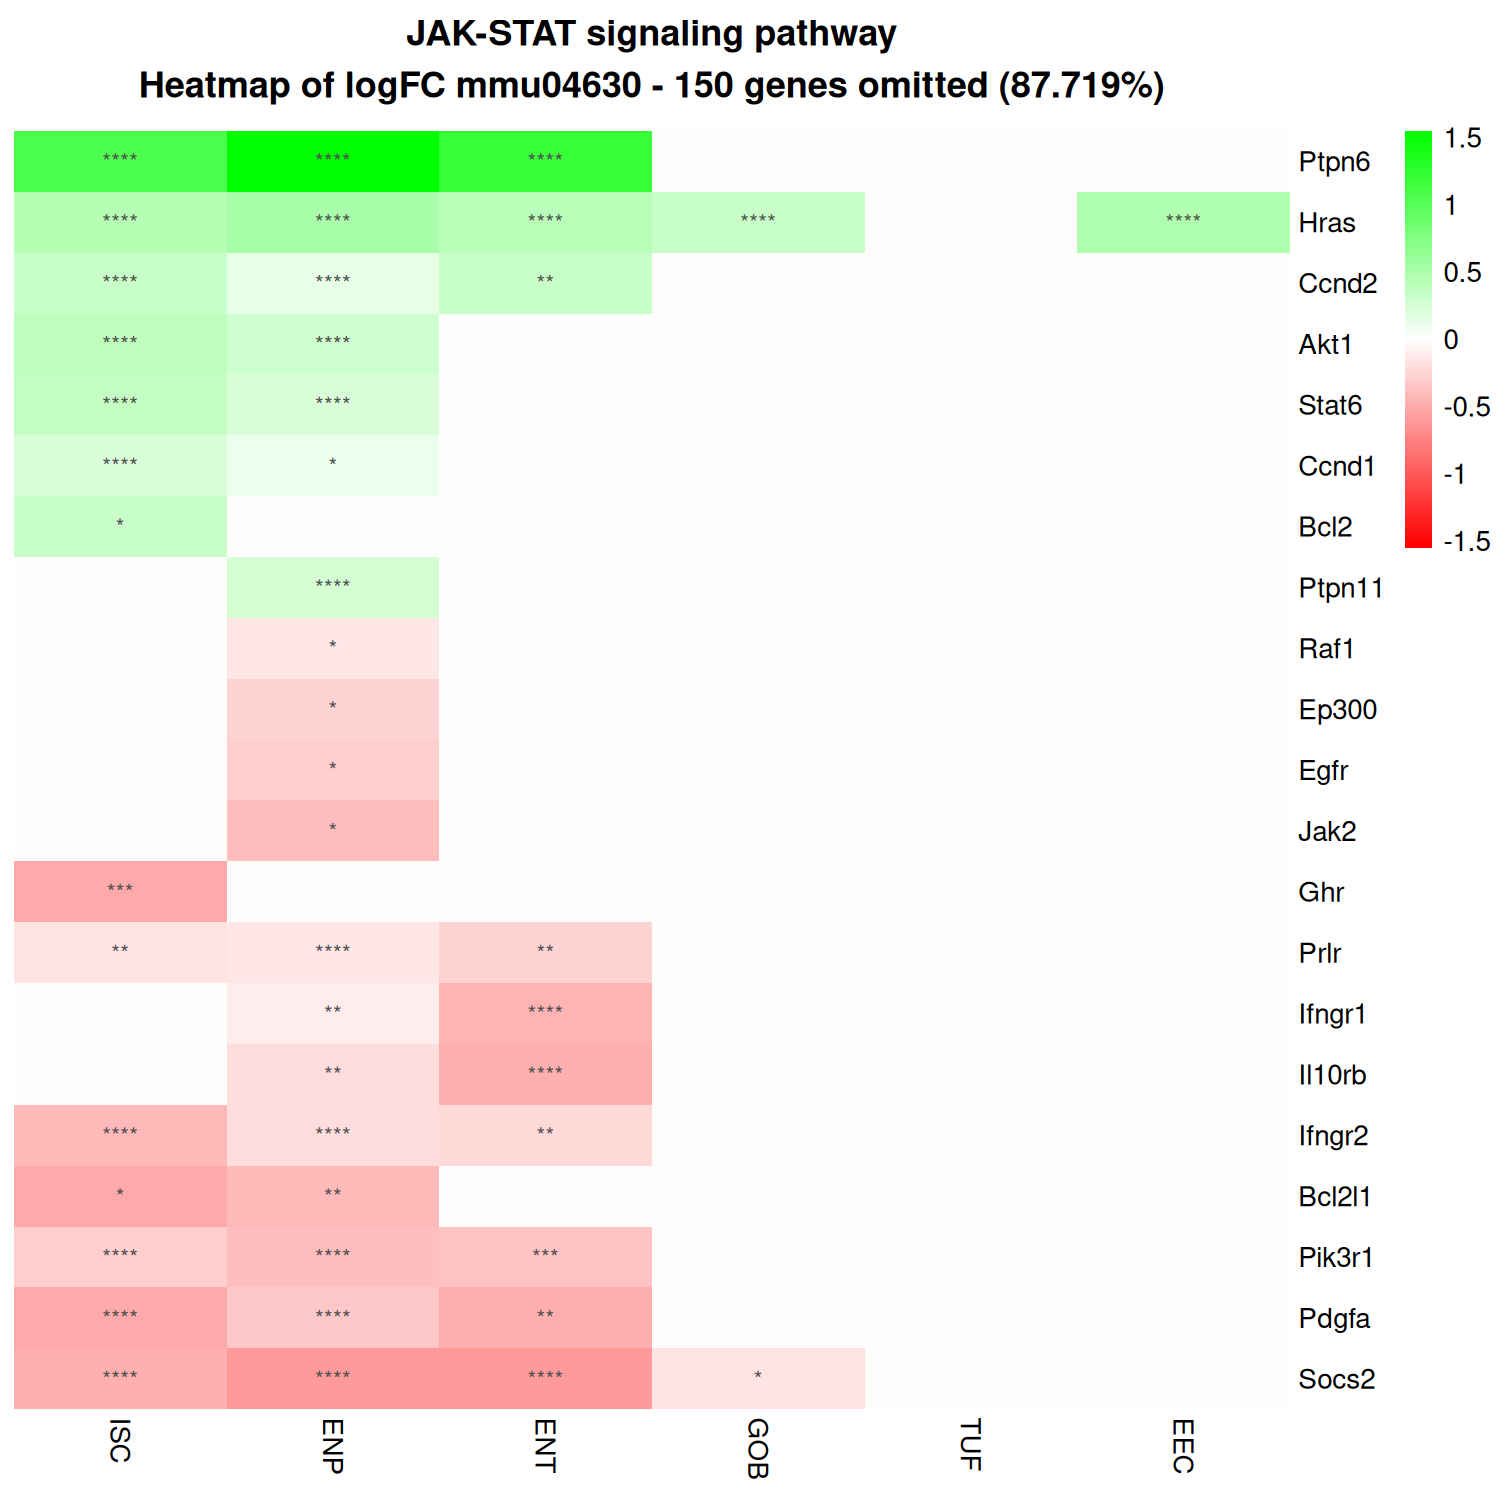 JAK-STAT signaling pathway
Heatmap of logFC mmu04630 - 150 genes omitted (87.719%)
**** **** **** Ptpn6
**** **** **** **** **** Hras
**** **** ** Ccnd2
**** **** Akt1
**** **** Stat6
**** * Ccnd1
* Bcl2
**** Ptpn11
* Raf1
* Ep300
* Egfr
* Jak2
*** Ghr
** **** ** Prlr
** **** Ifngr1
** **** Il10rb
**** **** ** Ifngr2
* ** Bcl2l1
**** **** *** Pik3r1
**** **** ** Pdgfa
**** **** **** * Socs2
ISC ENP ENT GOB TUF EEC
1.5
1
0.5
0
-0.5
-1
-1.5